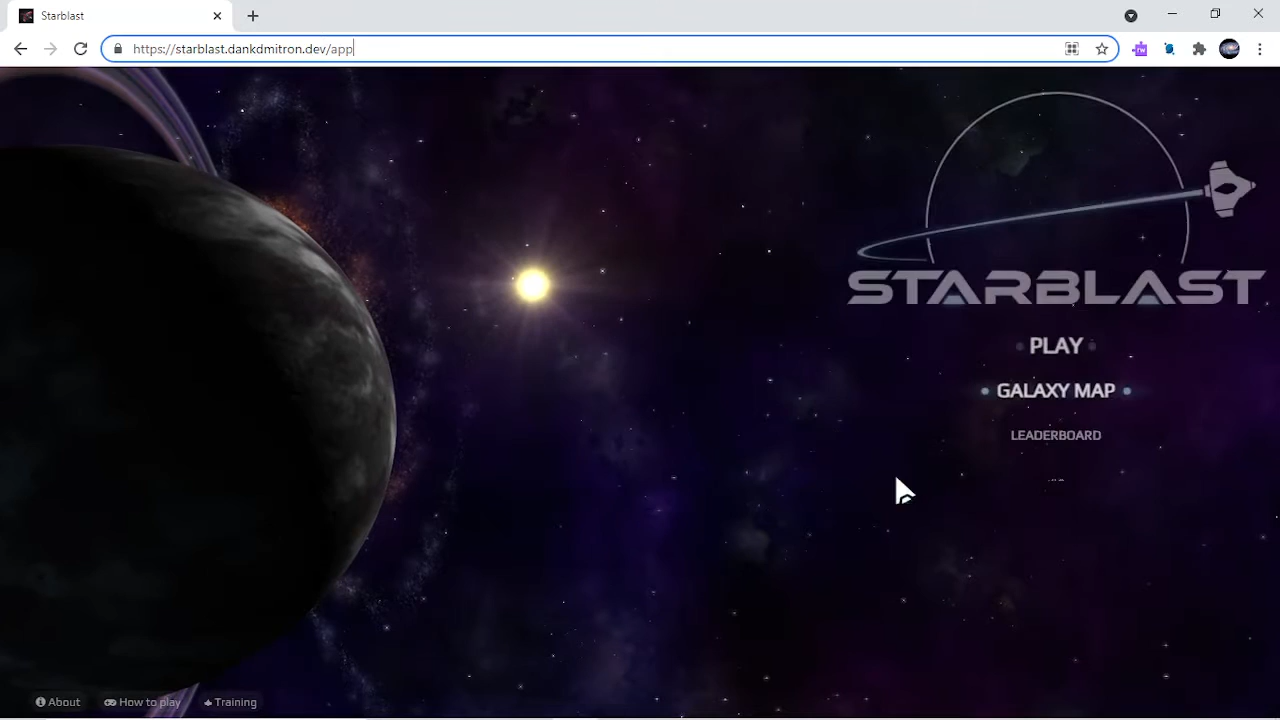 Starblast
https://starblast.dankdmitron.dev/app
STARBLAST
PLAY
GALAXY MAP
LEADERBOARD
About How to play Training